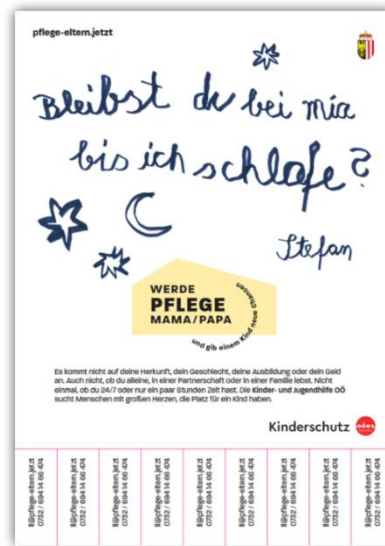 pflege-eltern.jetzt
Bleibst du bei mir
bis ich schlafe?
Stefan
WERDE
PFLEGE
MAMA/PAPA
und gib einem Kind neue Chancen
Es kommt nicht auf deine Herkunft, dein Geschlecht, deine Ausbildung oder dein Geld
an. Auch nicht, ob du alleine, in einer Partnerschaft oder in einer Familie lebst. Nicht
einmal, ob du 24/7 oder nur ein paar Stunden Zeit hast. Die Kinder- und Jugendhilfe OÖ
sucht Menschen mit großen Herzen, die Platz für ein Kind haben.
Kinderschutz